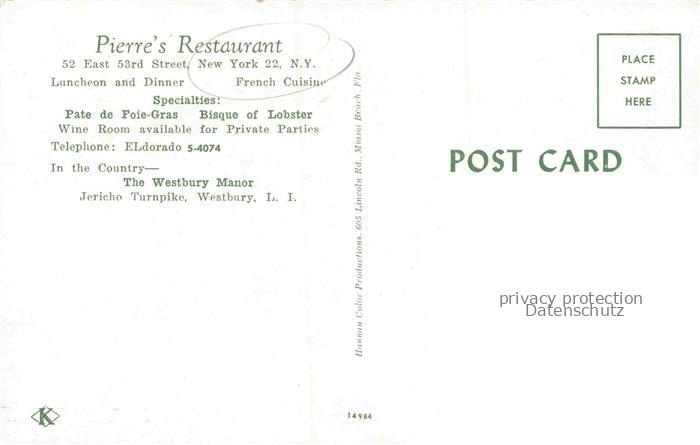 Pierre's Restaurant
52 East 53rd Street, New York 22, N.Y.
Luncheon and Dinner French Cuisine
Specialties:
Pate de Foie-Gras Bisque of Lobster
Wine Room available for Private Parties
Telephone: ELdorado 5-4074
In the Country—
The Westbury Manor
Jericho Turnpike, Westbury, L. I.
K
Hannau Color Productions, 605 Lincoln Rd., Miami Beach, Fla.
14984
PLACE
STAMP
HERE
POST CARD
privacy protection
Datenschutz